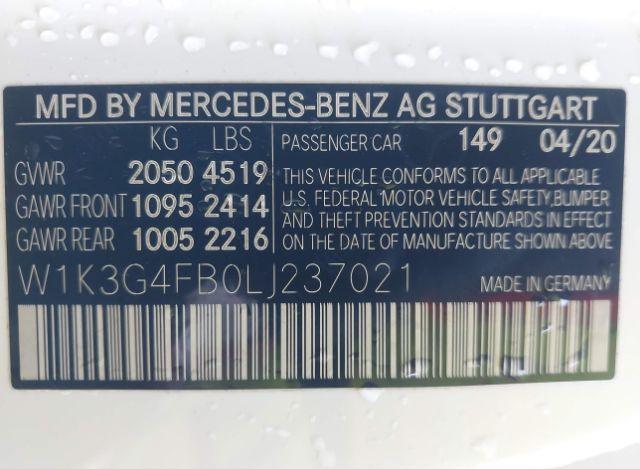 MFD BY MERCEDES-BENZ AG STUTTGART
KG LBS
GVWR 2050 4519
GAWR FRONT 1095 2414
GAWR REAR 1005 2216
PASSENGER CAR 149 04/20
THIS VEHICLE CONFORMS TO ALL APPLICABLE
U.S. FEDERAL MOTOR VEHICLE SAFETY,BUMPER
AND THEFT PREVENTION STANDARDS IN EFFECT
ON THE DATE OF MANUFACTURE SHOWN ABOVE
W1K3G4FB0LJ237021 MADE IN GERMANY